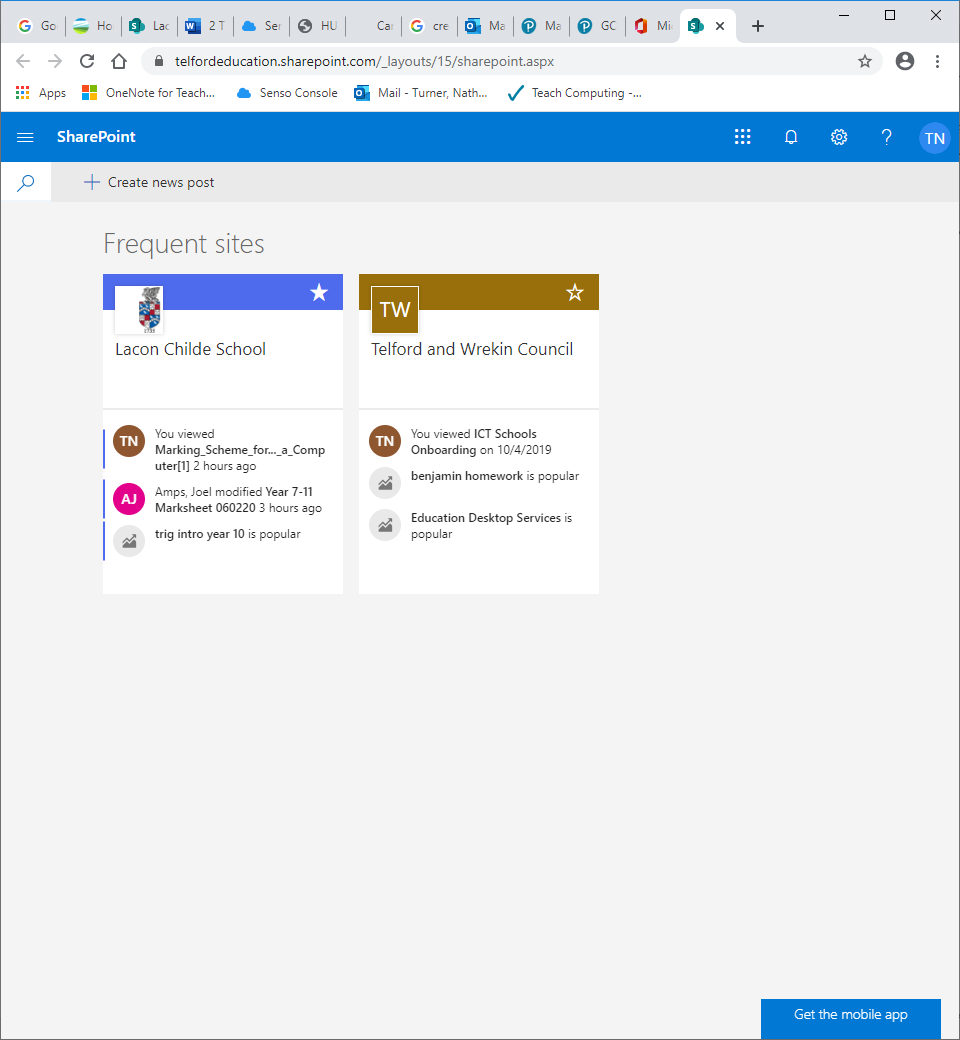 Go Ho Lac 2 T Ser HU Car cre Ma Ma GC Mi
telfordeducation.sharepoint.com/_layouts/15/sharepoint.aspx
Apps OneNote for Teach... Senso Console Mail - Turner, Nath... Teach Computing -...
SharePoint ? TN
Create news post
Frequent sites
Lacon Childe School
You viewed
TN
Marking_Scheme_for..._a_Comp
uter[1] 2 hours ago
Amps, Joel modified Year 7-11
AJ
Marksheet 060220 3 hours ago
trig intro year 10 is popular
TW
Telford and Wrekin Council
You viewed ICT Schools
TN
Onboarding on 10/4/2019
benjamin homework is popular
Education Desktop Services is
popular
Get the mobile app